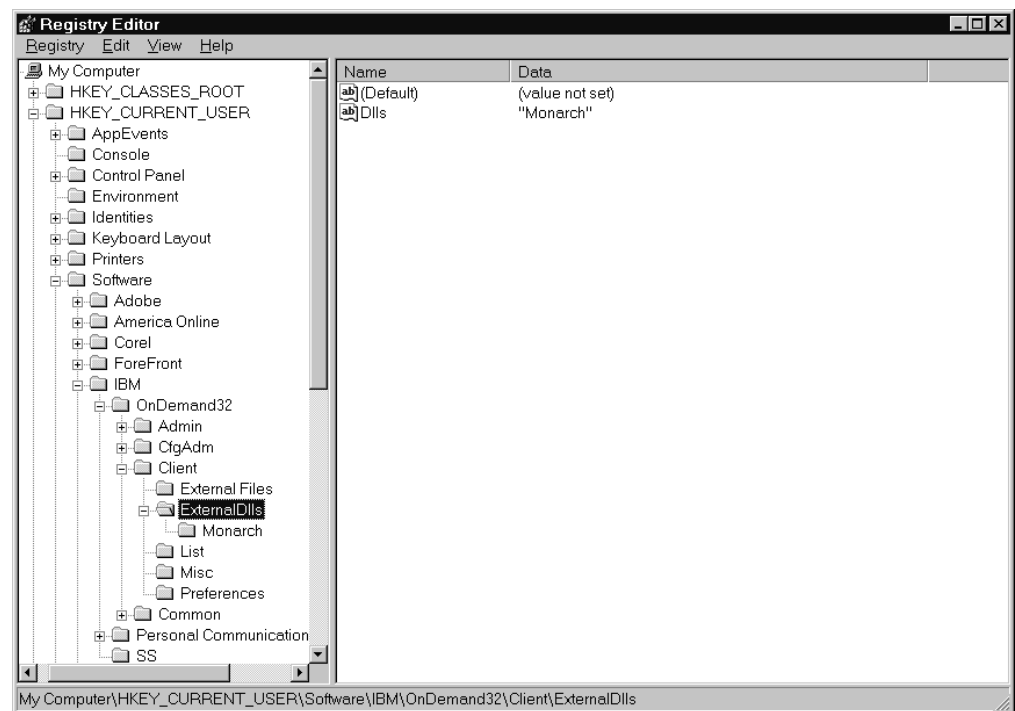 Registry Editor
Registry Edit View Help
My Computer
HKEY_CLASSES_ROOT
HKEY_CURRENT_USER
AppEvents
Console
Control Panel
Environment
Identities
Keyboard Layout
Printers
Software
Adobe
America Online
Corel
ForeFront
IBM
OnDemand32
Admin
CfgAdm
Client
External Files
ExternalDlls
Monarch
List
Misc
Preferences
Common
Personal Communication
SS
Name Data
ab (Default) (value not set)
ab Dlls "Monarch"
My Computer\HKEY_CURRENT_USER\Software\IBM\OnDemand32\Client\ExternalDlls